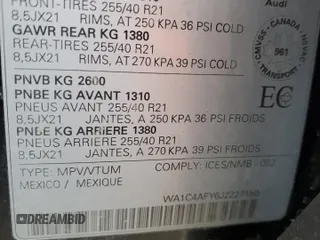 FRONT-TIRES 255/40 R21
8,5JX21 RIMS, AT 250 KPA 36 PSI COLD
GAWR REAR KG 1380
REAR-TIRES 255/40 R21
8,5JX21 RIMS, AT 270 KPA 39 PSI COLD
PNVB KG 2600
PNBE KG AVANT 1310
PNEUS AVANT 255/40 R21
8,5JX21 JANTES, A 250 KPA 36 PSI FROIDS
PNBE KG ARRIERE 1380
PNEUS ARRIERE 255/40 R21
8,5JX21 JANTES, A 270 KPA 39 PSI FROIDS
TYPE: MPV/VTUM COMPLY: ICES/NMB-002
MEXICO / MEXIQUE
Audi
CMVSS - CANADA - NSVAC
961
TRANSPORT
EC
DREAMBID